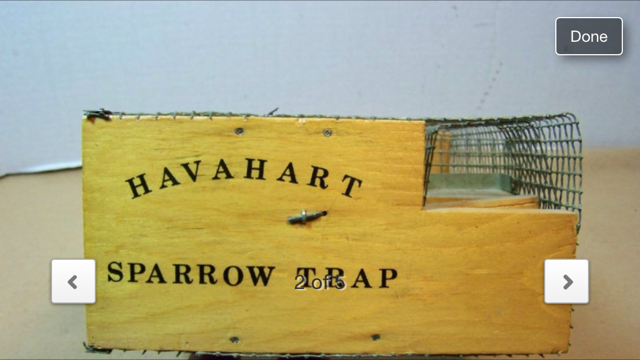 Done
HAVAHART
SPARROW TRAP
2 of 5